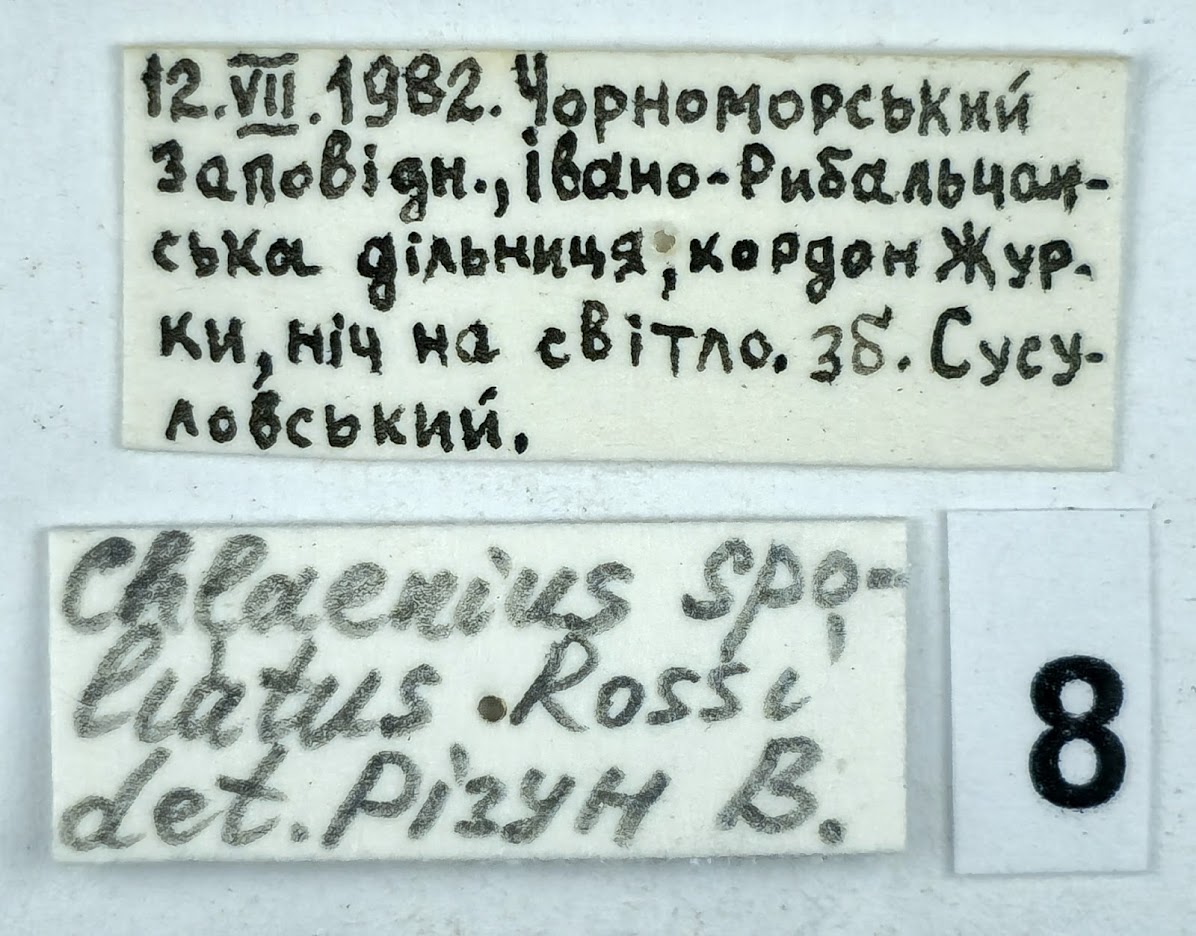 12.VII.1982. Чорноморський
Заповідн., Івано-Рибальчан-
ська дільниця, кордон Жур-
ки, ніч на світло. зб. Сусу-
ловський.
Chlaenius spo-
liatus Rossi
det. Різун В.
8